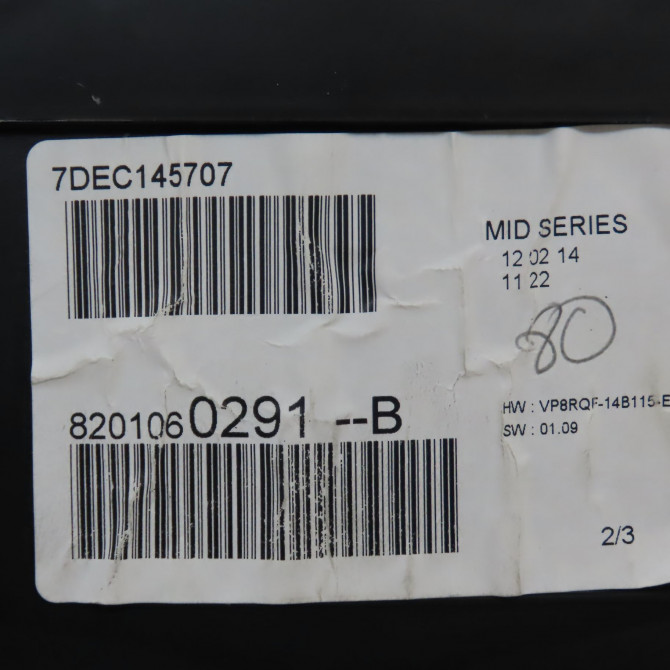 7DEC145707
MID SERIES
12 02 14
11 22
80
8201060291 --B
HW : VP8RQF-14B115-E
SW : 01.09
2/3